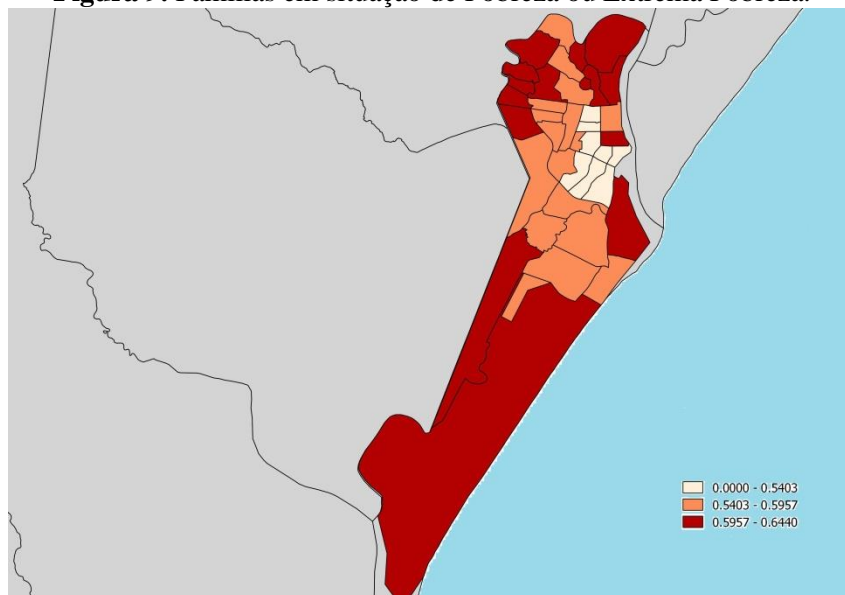 Figura 9: Famílias em situação de Pobreza ou Extrema Pobreza.
0.0000 - 0.5403
0.5403 - 0.5957
0.5957 - 0.6440